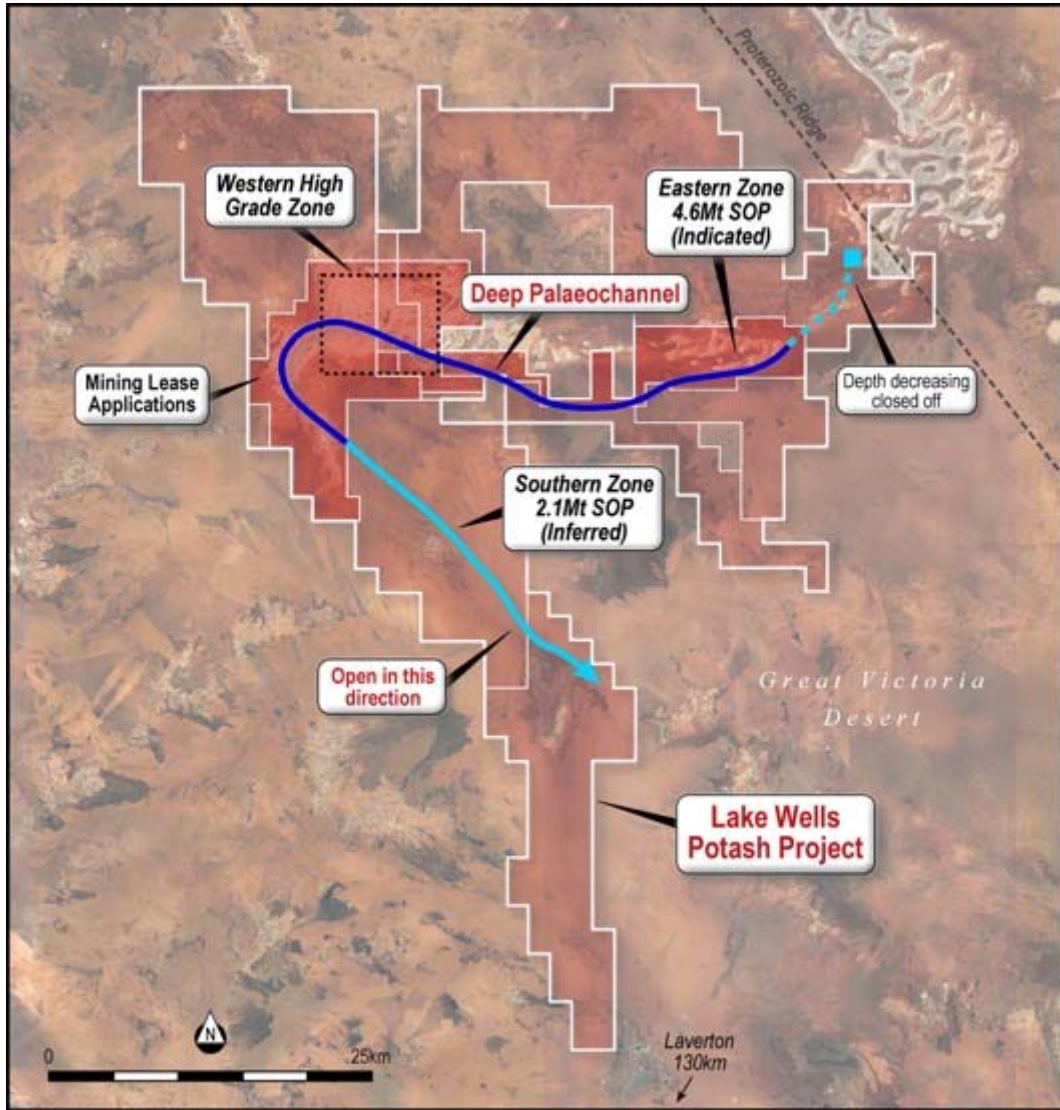 Proterozoic Ridge
Western High
Grade Zone
Eastern Zone
4.6Mt SOP
(Indicated)
Deep Palaeochannel
Mining Lease
Applications
Depth decreasing
closed off
Southern Zone
2.1Mt SOP
(Inferred)
Open in this
direction
Great Victoria
Desert
Lake Wells
Potash Project
N
0 25km
Laverton
130km